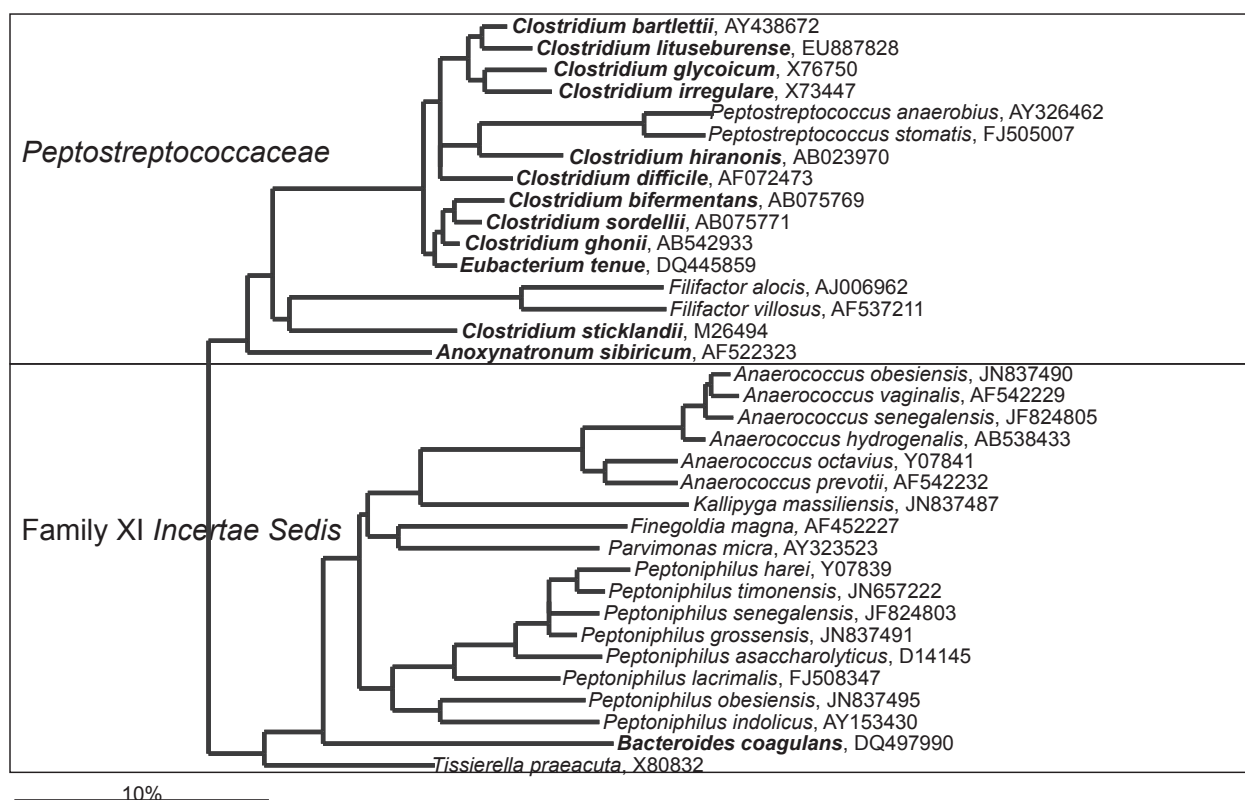 Clostridium bartlettii, AY438672
Clostridium lituseburense, EU887828
Clostridium glycoicum, X76750
Clostridium irregulare, X73447
Peptostreptococcus anaerobius, AY326462
Peptostreptococcus stomatis, FJ505007
Peptostreptococcaceae
Clostridium hiranonis, AB023970
Clostridium difficile, AF072473
Clostridium bifermentans, AB075769
Clostridium sordellii, AB075771
Clostridium ghonii, AB542933
Eubacterium tenue, DQ445859
Filifactor alocis, AJ006962
Filifactor villosus, AF537211
Clostridium sticklandii, M26494
Anoxynatronum sibiricum, AF522323
Anaerococcus obesiensis, JN837490
Anaerococcus vaginalis, AF542229
Anaerococcus senegalensis, JF824805
Anaerococcus hydrogenalis, AB538433
Anaerococcus octavius, Y07841
Anaerococcus prevotii, AF542232
Kallipyga massiliensis, JN837487
Family XI Incertae Sedis
Finegoldia magna, AF452227
Parvimonas micra, AY323523
Peptoniphilus harei, Y07839
Peptoniphilus timonensis, JN657222
Peptoniphilus senegalensis, JF824803
Peptoniphilus grossensis, JN837491
Peptoniphilus asaccharolyticus, D14145
Peptoniphilus lacrimalis, FJ508347
Peptoniphilus obesiensis, JN837495
Peptoniphilus indolicus, AY153430
Bacteroides coagulans, DQ497990
Tissierella praeacuta, X80832
10%